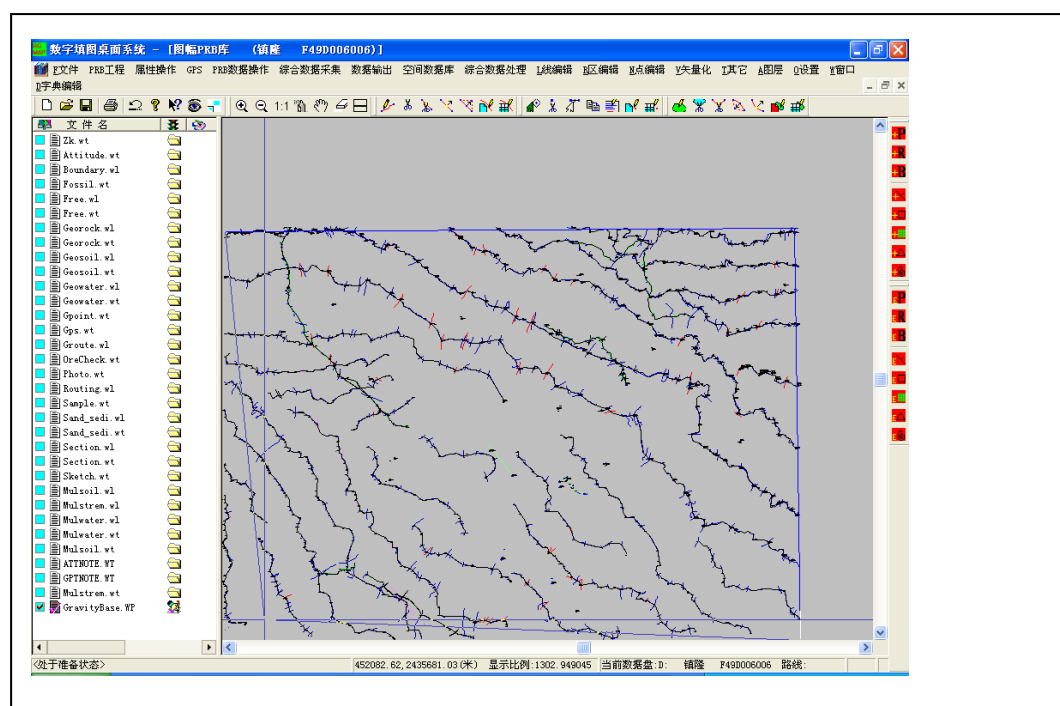 数字填图桌面系统 - [图幅PRB库 (镇隆 F49D006006)]
F文件 PRB工程 属性操作 GPS PRB数据操作 综合数据采集 数据输出 空间数据库 综合数据处理 L线编辑 R区编辑 N点编辑 Y矢量化 I其它 A图层 O设置 W窗口
D字典编辑
1:1
文件名
Zk.wt
Attitude.wt
Boundary.wl
Fossil.wt
Free.wl
Free.wt
Georock.wl
Georock.wt
Geosoil.wl
Geosoil.wt
Geowater.wl
Geowater.wt
Gpoint.wt
Gps.wt
Groute.wl
OreCheck.wt
Photo.wt
Routing.wl
Sample.wt
Sand_sedi.wl
Sand_sedi.wt
Section.wl
Section.wt
Sketch.wt
Mulsoil.wl
Mulstrem.wl
Mulwater.wl
Mulwater.wt
Mulsoil.wt
ATTNOTE.WT
GPTNOTE.WT
Mulstrem.wt
GravityBase.WP
+P
+R
+B
P
R
B
<处于准备状态> 452082.62,2435681.03(米) 显示比例:1302.949045 当前数据盘:D: 镇隆 F49D006006 路线: